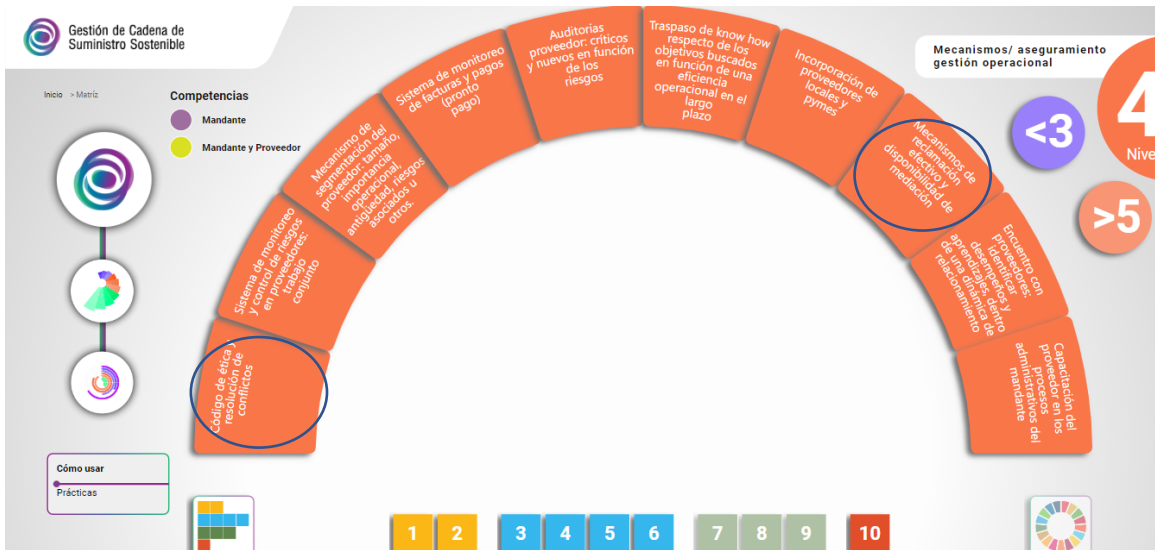 Gestión de Cadena de
Suministro Sostenible
Inicio > Matríz
Competencias
Mandante
Mandante y Proveedor
Código de ética y
resolución de
conflictos
Sistema de monitoreo
y control de riesgos
en proveedores:
trabajo
conjunto
Mecanismo de
segmentación del
proveedor: tamaño,
importancia
operacional,
antigüedad, riesgos
asociados u
otros.
Sistema de monitoreo
de facturas y pagos
(pronto
pago)
Auditorías
proveedor: críticos
y nuevos en función
de los
riesgos
Traspaso de know how
respecto de los
objetivos buscados
en función de una
eficiencia
operacional en el
largo
plazo
Incorporación de
proveedores
locales y
pymes
Mecanismos de
reclamación
efectivo y
disponibilidad de
mediación
Encuentro con
proveedores:
identificar
desempeños y
aprendizajes, dentro
de una dinámica de
relacionamiento
Capacitación del
proveedor en los
procesos
administrativos del
mandante
Mecanismos/ aseguramiento
gestión operacional
<3
4
Nive
>5
Cómo usar
Prácticas
1 2 3 4 5 6 7 8 9 10